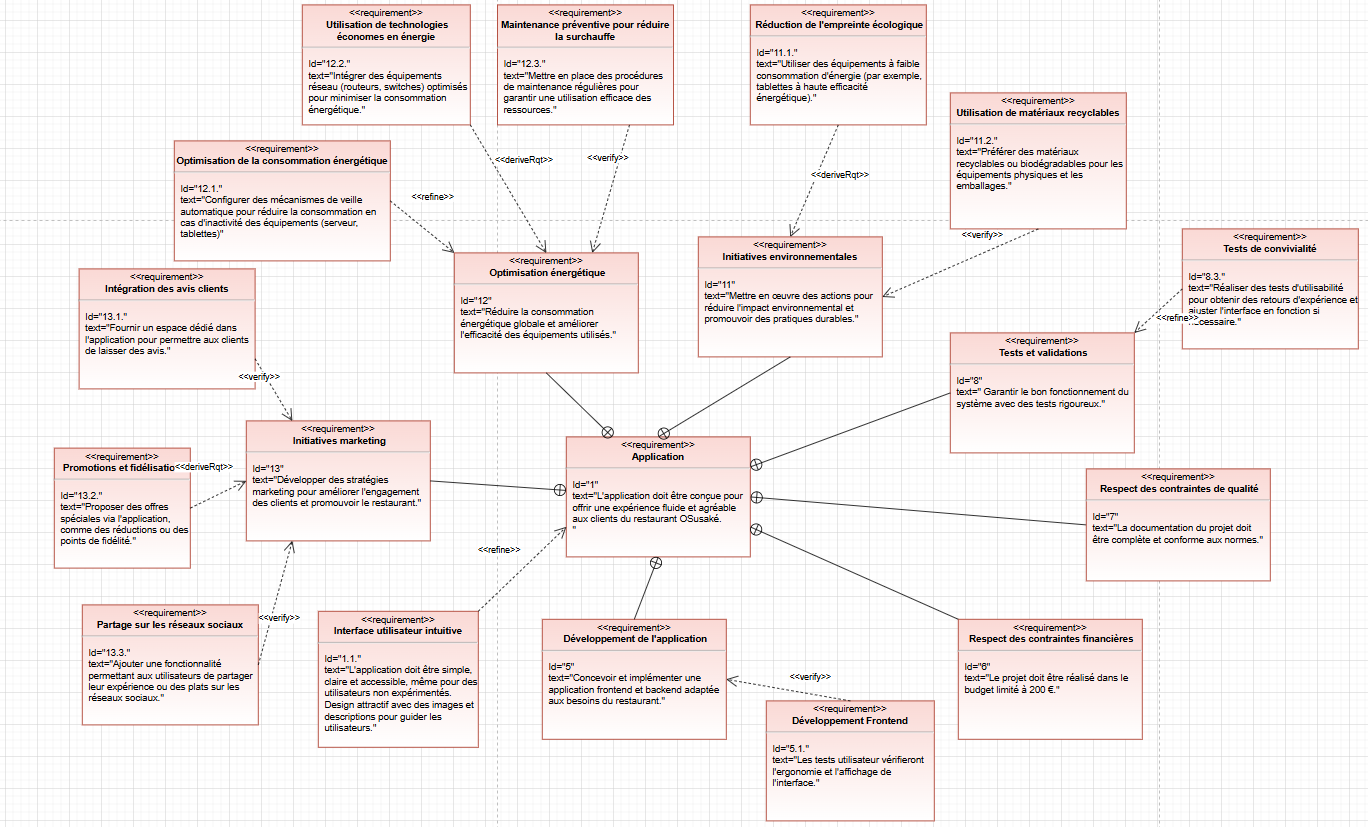 <<requirement>>
Utilisation de technologies
économes en énergie
Id="12.2."
text="Intégrer des équipements
réseau (routeurs, switches) optimisés
pour minimiser la consommation
énergétique."
<<requirement>>
Maintenance préventive pour réduire
la surchauffe
Id="12.3."
text="Mettre en place des procédures
de maintenance régulières pour
garantir une utilisation efficace des
ressources."
<<requirement>>
Réduction de l'empreinte écologique
Id="11.1."
text="Utiliser des équipements à faible
consommation d'énergie (par exemple,
tablettes à haute efficacité
énergétique)."
<<requirement>>
Utilisation de matériaux recyclables
Id="11.2."
text="Préférer des matériaux
recyclables ou biodégradables pour les
équipements physiques et les
emballages."
<<requirement>>
Optimisation de la consommation énergétique
Id="12.1."
text="Configurer des mécanismes de veille
automatique pour réduire la consommation en
cas d'inactivité des équipements (serveur,
tablettes)"
<<deriveRqt>>
<<verify>>
<<deriveRqt>>
<<refine>>
<<verify>>
<<requirement>>
Tests de convivialité
Id="8.3."
text="Réaliser des tests d'utilisabilité
pour obtenir des retours d'expérience et
ajuster l'interface en fonction si
nécessaire."
<<refine>>
<<requirement>>
Optimisation énergétique
Id="12"
text="Réduire la consommation
énergétique globale et améliorer
l'efficacité des équipements utilisés."
<<requirement>>
Initiatives environnementales
Id="11"
text="Mettre en œuvre des actions pour
réduire l'impact environnemental et
promouvoir des pratiques durables."
<<requirement>>
Intégration des avis clients
Id="13.1."
text="Fournir un espace dédié dans
l'application pour permettre aux clients
de laisser des avis."
<<verify>>
<<requirement>>
Tests et validations
Id="8"
text=" Garantir le bon fonctionnement du
système avec des tests rigoureux."
<<requirement>>
Initiatives marketing
Id="13"
text="Développer des stratégies
marketing pour améliorer l'engagement
des clients et promouvoir le restaurant."
<<requirement>>
Application
Id="1"
text="L'application doit être conçue pour
offrir une expérience fluide et agréable
aux clients du restaurant OSusaké.
"
<<requirement>>
Promotions et fidélisatio
<<deriveRqt>>
Id="13.2."
text="Proposer des offres
spéciales via l'application,
comme des réductions ou des
points de fidélité."
<<requirement>>
Respect des contraintes de qualité
Id="7"
text="La documentation du projet doit
être complète et conforme aux normes."
<<refine>>
<<requirement>>
Partage sur les réseaux sociaux
Id="13.3."
text="Ajouter une fonctionnalité
permettant aux utilisateurs de partager
leur expérience ou des plats sur les
réseaux sociaux."
<<verify>>
<<requirement>>
Interface utilisateur intuitive
Id="1.1."
text="L'application doit être simple,
claire et accessible, même pour des
utilisateurs non expérimentés.
Design attractif avec des images et
descriptions pour guider les
utilisateurs."
<<requirement>>
Développement de l'application
Id="5"
text="Concevoir et implémenter une
application frontend et backend adaptée
aux besoins du restaurant."
<<verify>>
<<requirement>>
Respect des contraintes financières
Id="6"
text="Le projet doit être réalisé dans le
budget limité à 200 €."
<<requirement>>
Développement Frontend
Id="5.1."
text="Les tests utilisateur vérifieront
l'ergonomie et l'affichage de
l'interface."